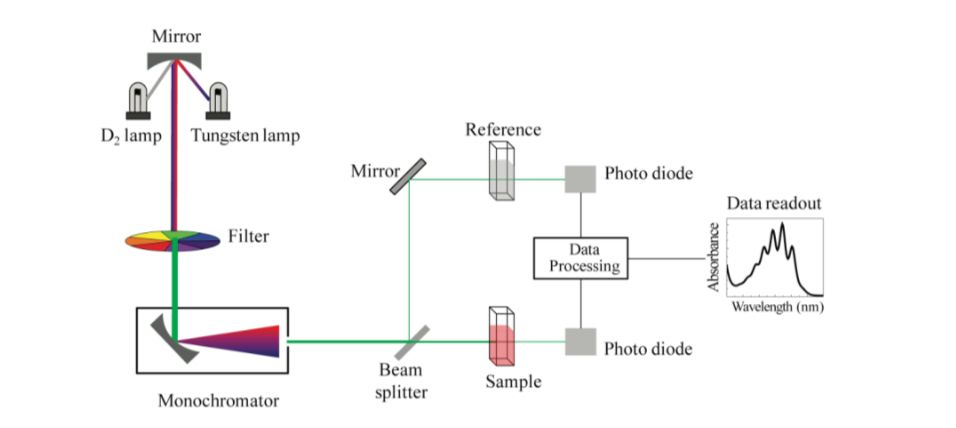 Mirror
D₂ lamp
Tungsten lamp
Filter
Monochromator
Mirror
Reference
Photo diode
Data
Processing
Beam
splitter
Sample
Photo diode
Data readout
Absorbance
Wavelength (nm)